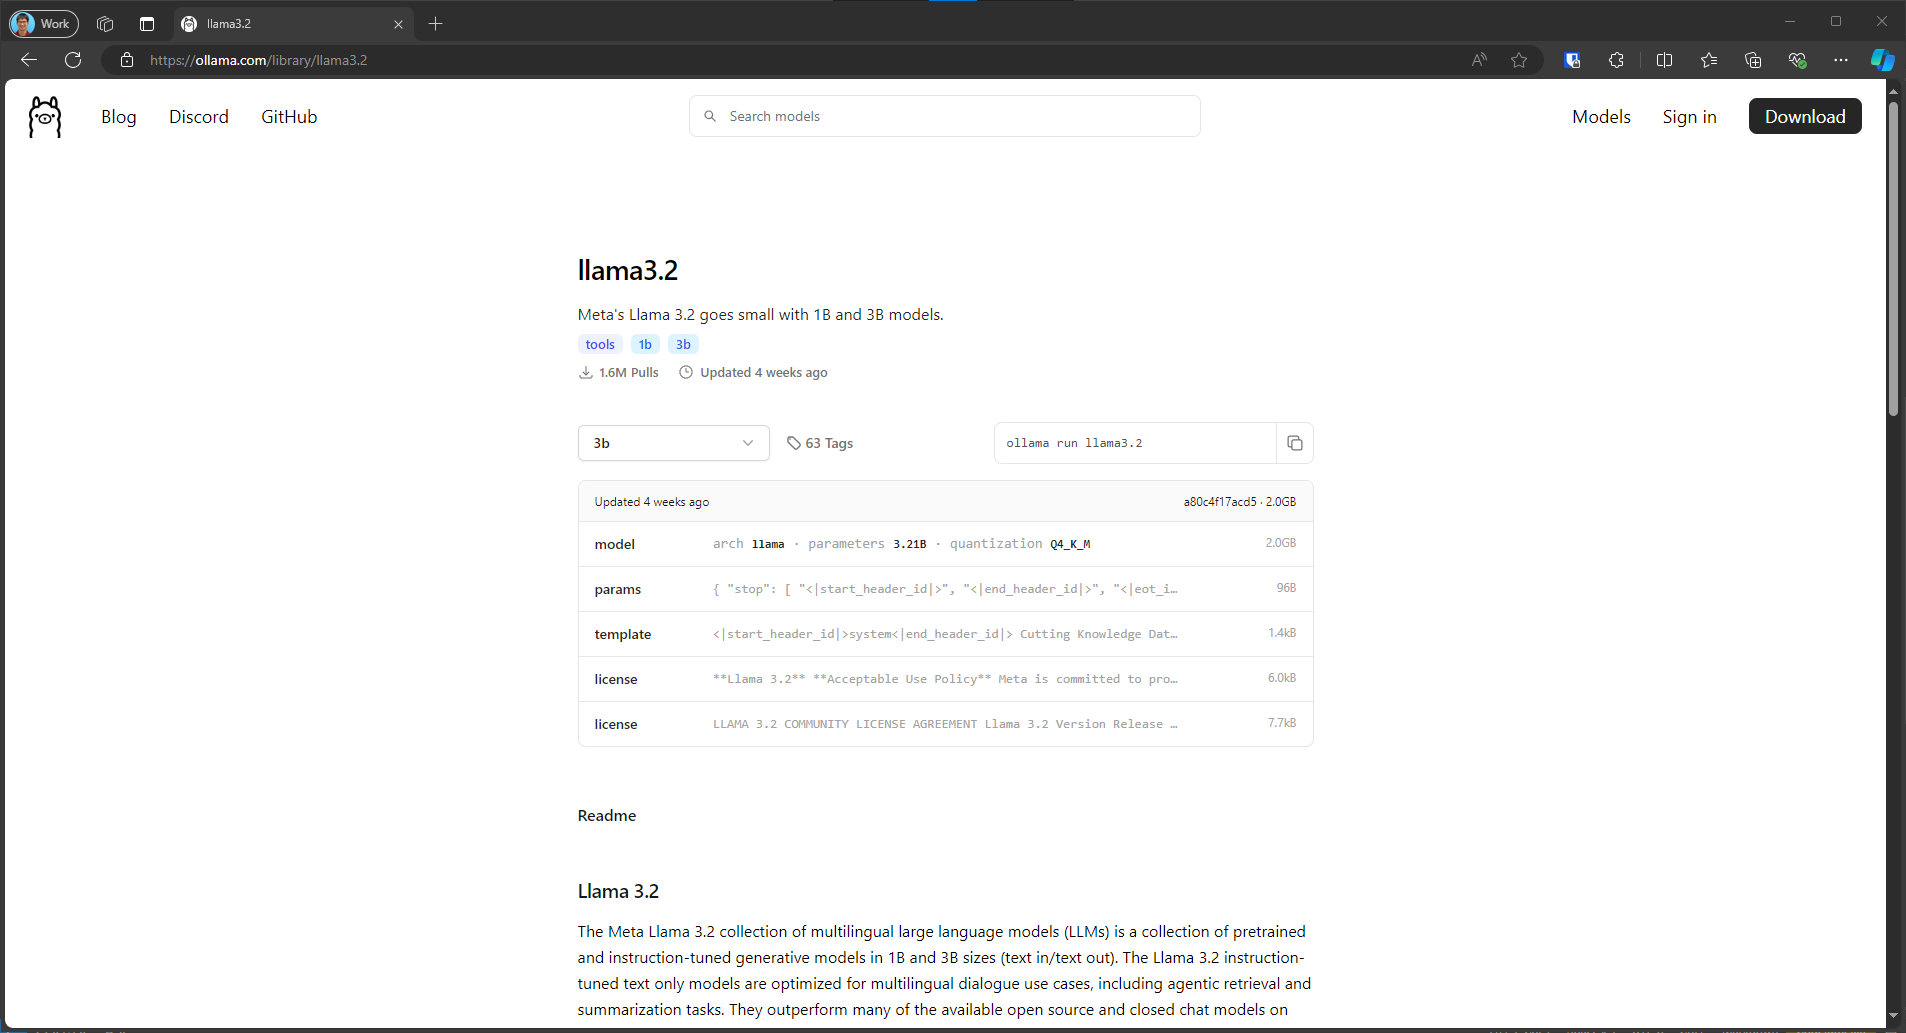 Work
llama3.2
https://ollama.com/library/llama3.2
Blog Discord GitHub
Search models
Models Sign in Download
llama3.2
Meta's Llama 3.2 goes small with 1B and 3B models.
tools 1b 3b
1.6M Pulls Updated 4 weeks ago
3b 63 Tags ollama run llama3.2
Updated 4 weeks ago a80c4f17acd5 · 2.0GB
model arch llama · parameters 3.21B · quantization Q4_K_M 2.0GB
params { "stop": [ "<|start_header_id|>", "<|end_header_id|>", "<|eot_i… 96B
template <|start_header_id|>system<|end_header_id|> Cutting Knowledge Dat… 1.4kB
license **Llama 3.2** **Acceptable Use Policy** Meta is committed to pro… 6.0kB
license LLAMA 3.2 COMMUNITY LICENSE AGREEMENT Llama 3.2 Version Release … 7.7kB
Readme
Llama 3.2
The Meta Llama 3.2 collection of multilingual large language models (LLMs) is a collection of pretrained
and instruction-tuned generative models in 1B and 3B sizes (text in/text out). The Llama 3.2 instruction-
tuned text only models are optimized for multilingual dialogue use cases, including agentic retrieval and
summarization tasks. They outperform many of the available open source and closed chat models on